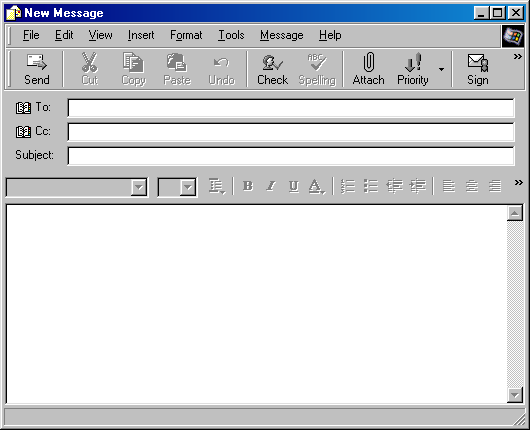 New Message
File Edit View Insert Format Tools Message Help
ABC
Send Cut Copy Paste Undo Check Spelling Attach Priority Sign
To:
Cc:
Subject:
B I U A